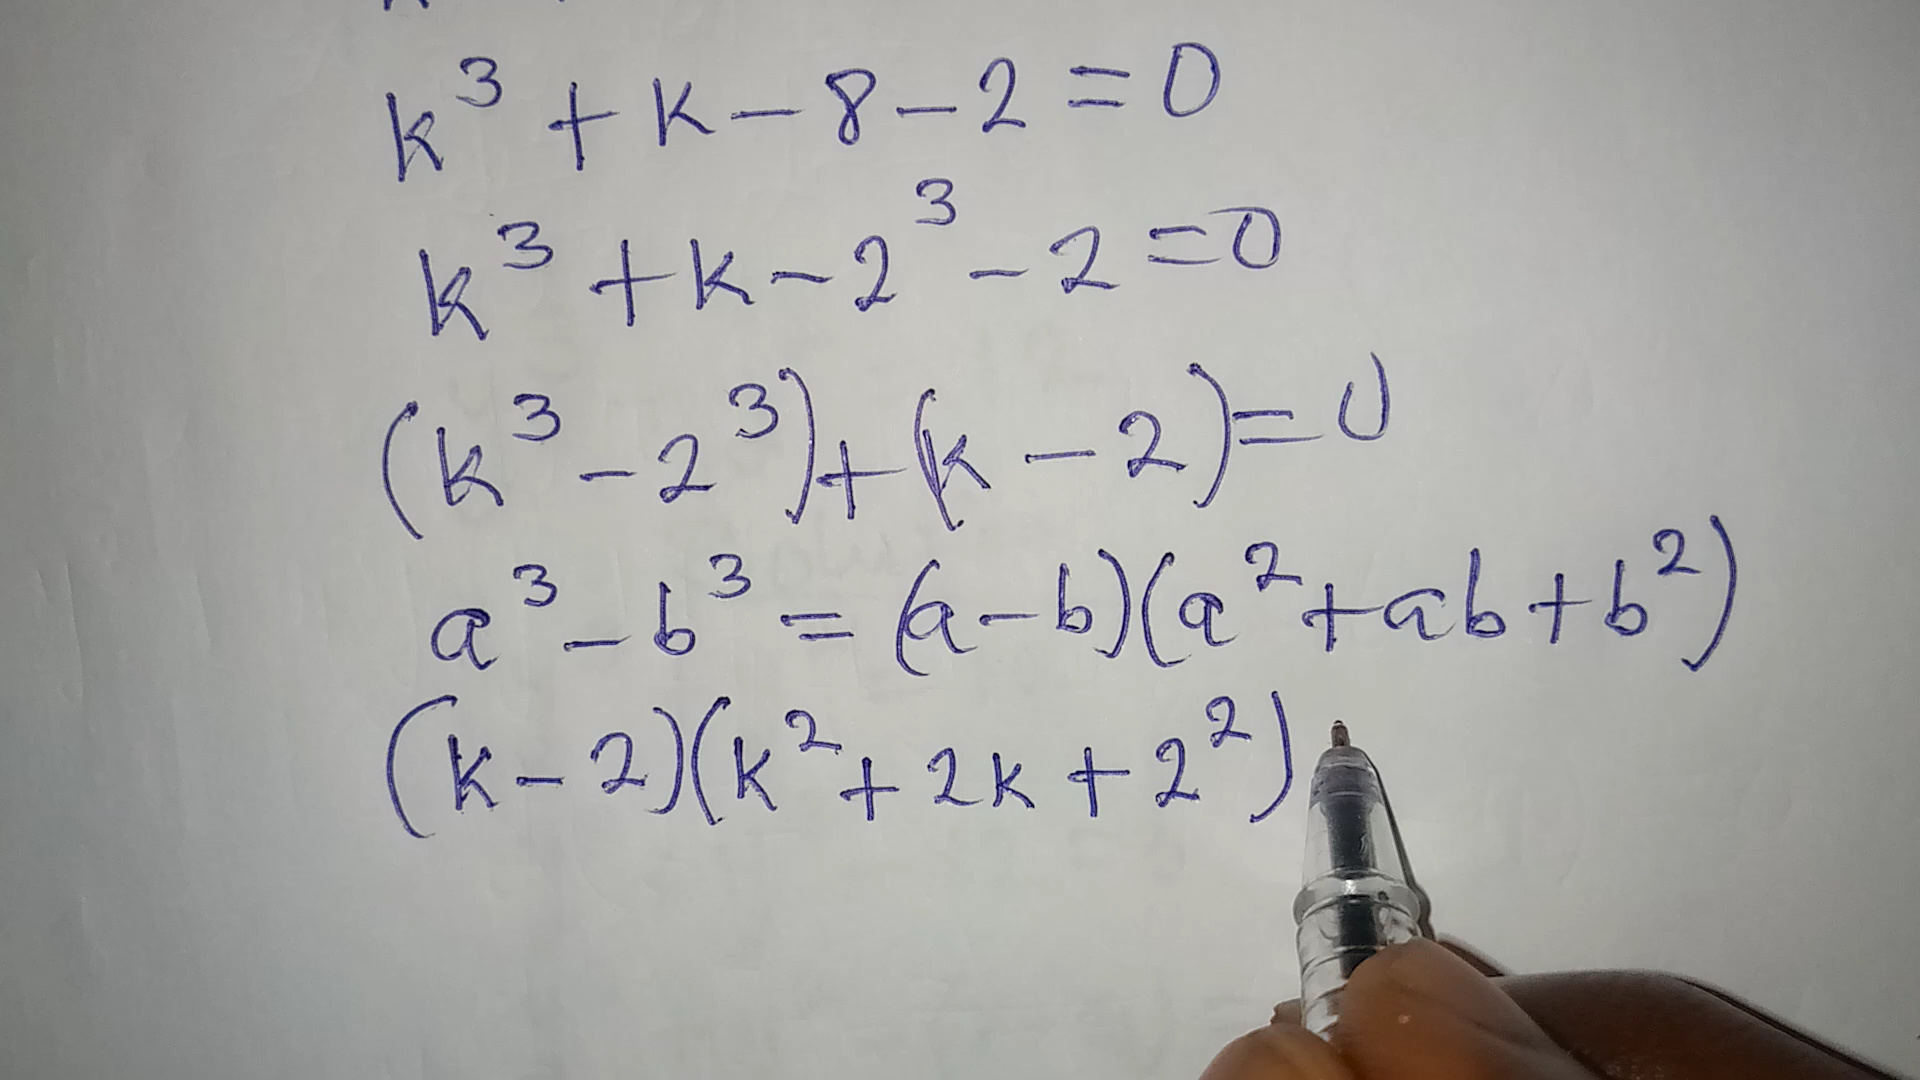 k³ + k - 8 - 2 = 0
k³ + k - 2³ - 2 = 0
(k³ - 2³) + (k - 2) = 0
a³ - b³ = (a - b)(a² + ab + b²)
(k - 2)(k² + 2k + 2²)